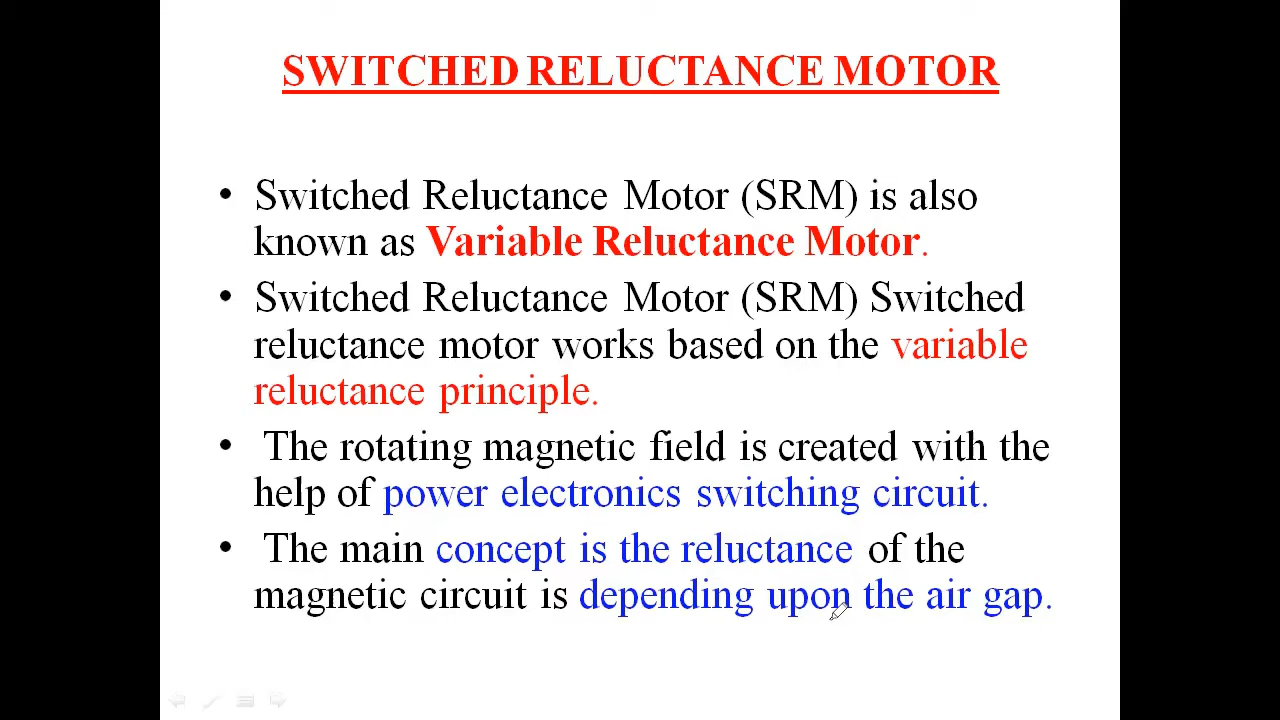 SWITCHED RELUCTANCE MOTOR
• Switched Reluctance Motor (SRM) is also
known as Variable Reluctance Motor.
• Switched Reluctance Motor (SRM) Switched
reluctance motor works based on the variable
reluctance principle.
• The rotating magnetic field is created with the
help of power electronics switching circuit.
• The main concept is the reluctance of the
magnetic circuit is depending upon the air gap.